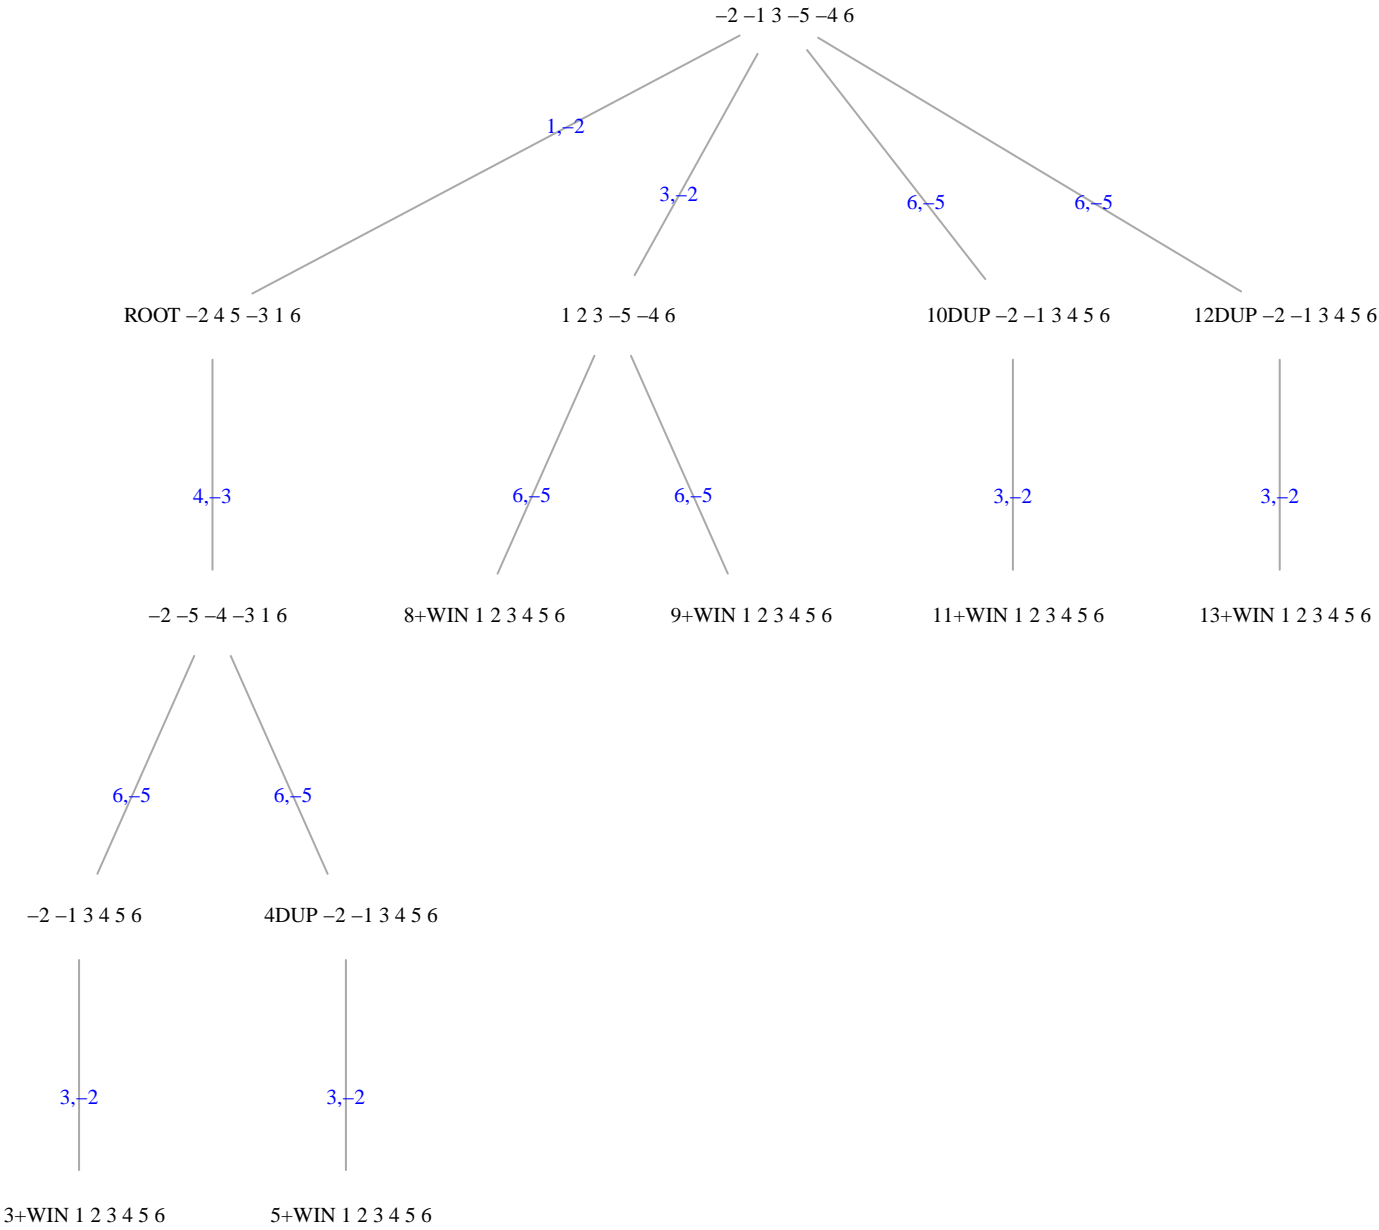 −2 −1 3 −5 −4 6
1,−2
3,−2
6,−5
6,−5
ROOT −2 4 5 −3 1 6
1 2 3 −5 −4 6
10DUP −2 −1 3 4 5 6
12DUP −2 −1 3 4 5 6
4,−3
6,−5
6,−5
3,−2
3,−2
−2 −5 −4 −3 1 6
8+WIN 1 2 3 4 5 6
9+WIN 1 2 3 4 5 6
11+WIN 1 2 3 4 5 6
13+WIN 1 2 3 4 5 6
6,−5
6,−5
−2 −1 3 4 5 6
4DUP −2 −1 3 4 5 6
3,−2
3,−2
3+WIN 1 2 3 4 5 6
5+WIN 1 2 3 4 5 6